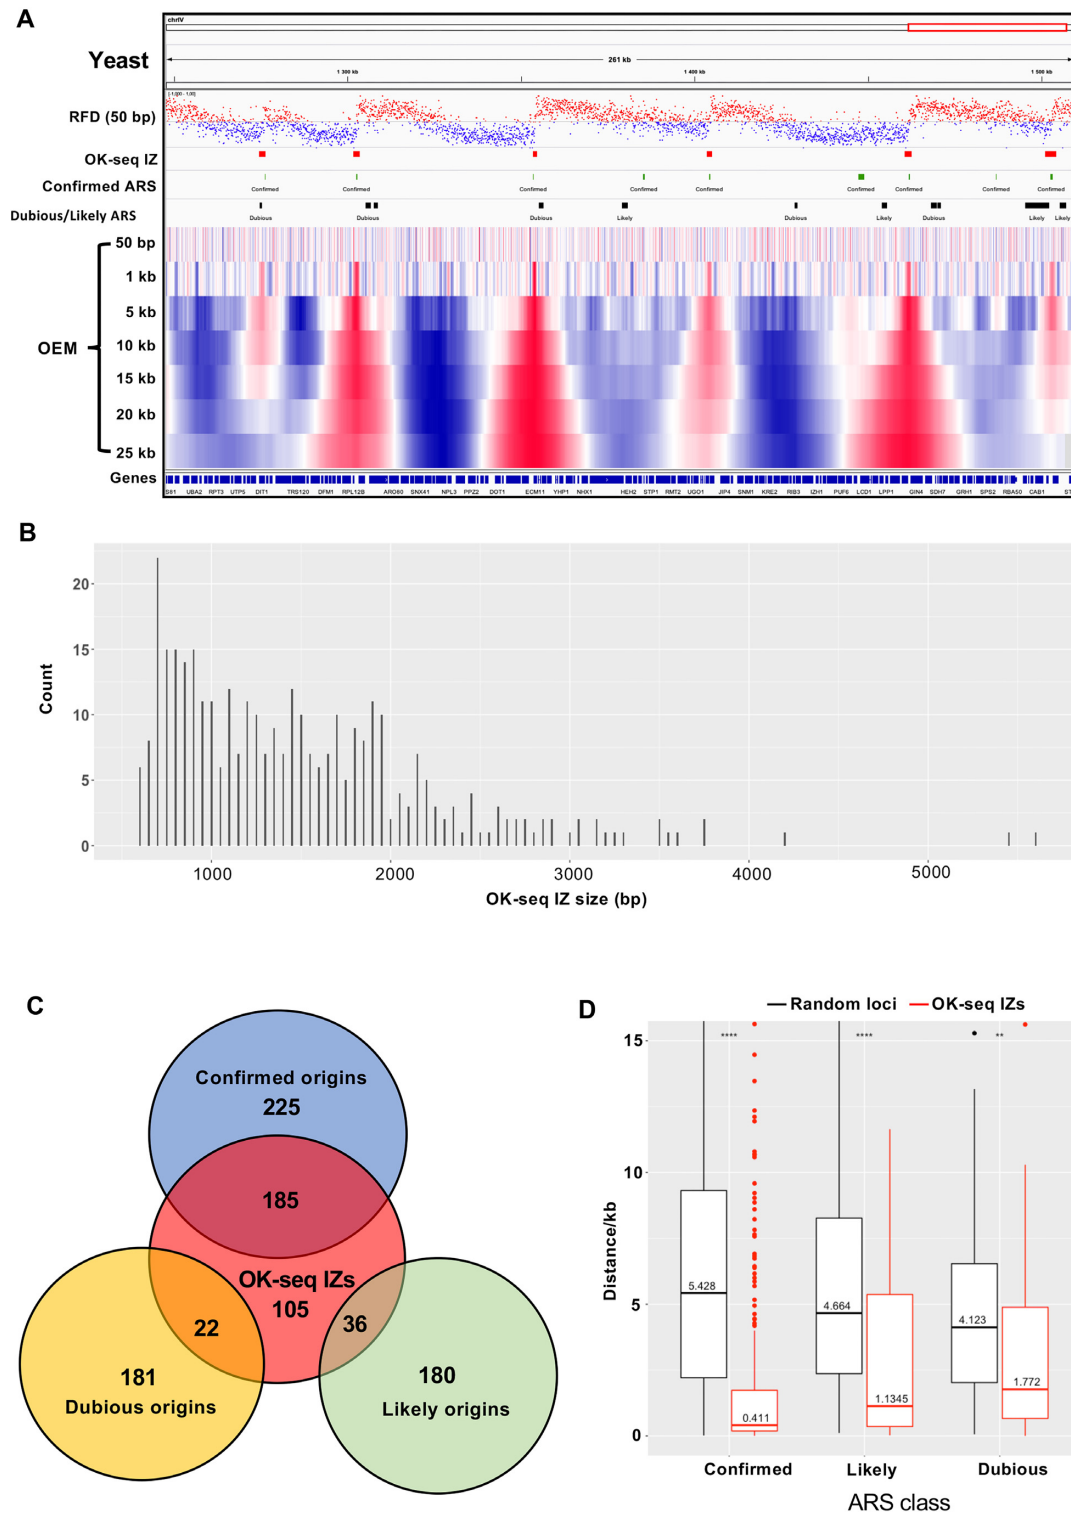 A
chrIV
Yeast
261 kb
1 300 kb 1 400 kb 1 500 kb
[-1.000 - 1.00]
RFD (50 bp)
OK-seq IZ
Confirmed ARS
Confirmed Confirmed Confirmed Confirmed Confirmed Confirmed Confirmed Confirmed Confirmed
Dubious/Likely ARS
Dubious Dubious Dubious Likely Dubious Likely Dubious Likely Likely
50 bp
1 kb
5 kb
OEM
10 kb
15 kb
20 kb
25 kb
Genes
S61 UBA2 RPT3 UTP5 DIT1 TRS120 DFM1 RPL12B ARO80 SNX41 NPL3 PPZ2 DOT1 ECM11 YHP1 NHX1 HEH2 STP1 RMT2 UGO1 JIP4 SNM1 KRE2 RIB3 IZH1 PUF6 LCD1 LPP1 GIN4 SDH7 GRH1 SPS2 RBA50 CAB1 ST
B
Count
20
15
10
5
0
1000 2000 3000 4000 5000
OK-seq IZ size (bp)
C
Confirmed origins
225
185
OK-seq IZs
105
22
36
181
Dubious origins
180
Likely origins
D
Random loci OK-seq IZs
**** **** **
Distance/kb
15
10
5
0
5.428
0.411
4.664
1.1345
4.123
1.772
Confirmed Likely Dubious
ARS class